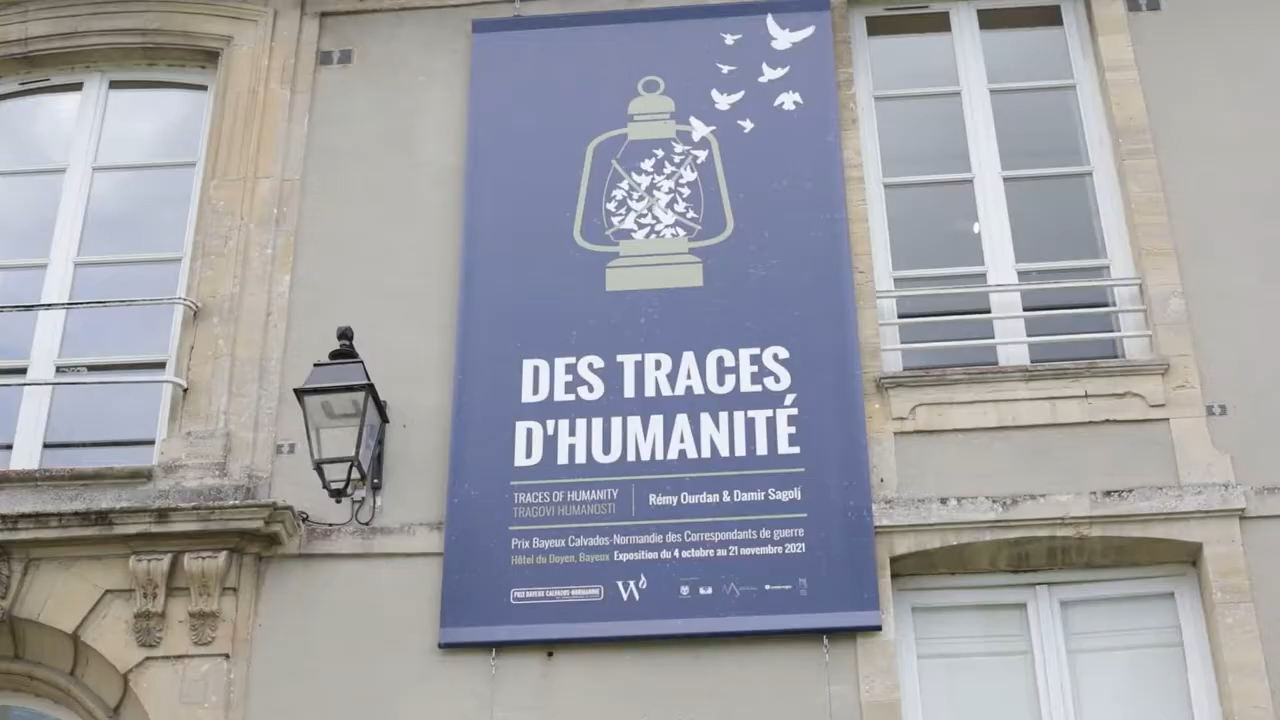 DES TRACES
D'HUMANITÉ
TRACES OF HUMANITY
TRAGOVI HUMANOSTI
Rémy Ourdan & Damir Sagolj
Prix Bayeux Calvados-Normandie des Correspondants de guerre
Hôtel du Doyen, Bayeux Exposition du 4 octobre au 21 novembre 2021
PRIX BAYEUX CALVADOS-NORMANDIE
W